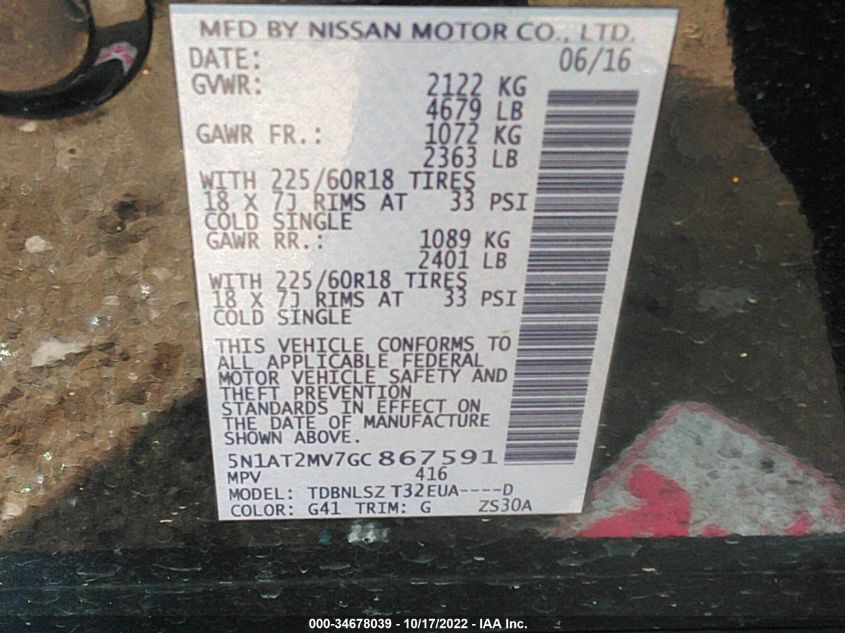 MFD BY NISSAN MOTOR CO., LTD.
DATE: 06/16
GVWR: 2122 KG
4679 LB
GAWR FR.: 1072 KG
2363 LB
WITH 225/60R18 TIRES
18 X 7J RIMS AT 33 PSI
COLD SINGLE
GAWR RR.: 1089 KG
2401 LB
WITH 225/60R18 TIRES
18 X 7J RIMS AT 33 PSI
COLD SINGLE
THIS VEHICLE CONFORMS TO
ALL APPLICABLE FEDERAL
MOTOR VEHICLE SAFETY AND
THEFT PREVENTION
STANDARDS IN EFFECT ON
THE DATE OF MANUFACTURE
SHOWN ABOVE.
5N1AT2MV7GC867591
MPV 416
MODEL: TDBNLSZ T32EUA----D
COLOR: G41 TRIM: G ZS30A
000-34678039 - 10/17/2022 - IAA Inc.